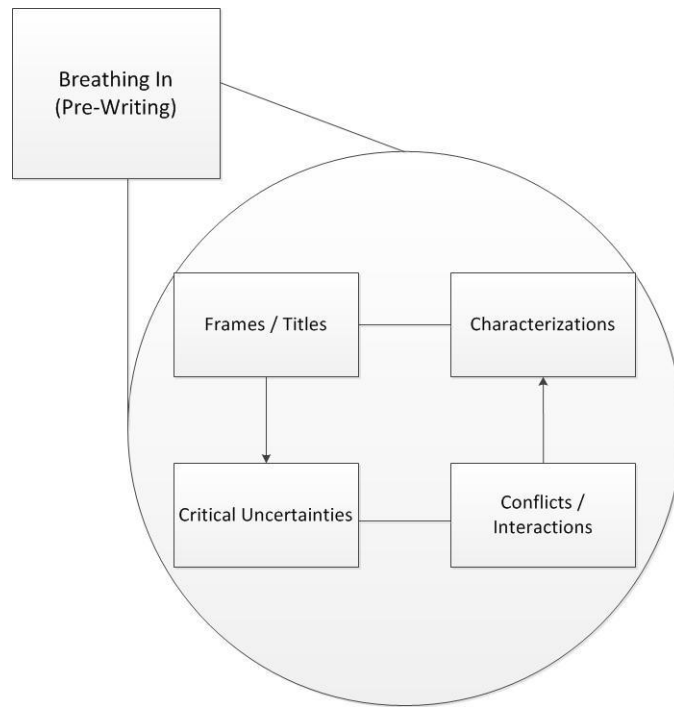 Breathing In
(Pre-Writing)
Frames / Titles
Characterizations
Critical Uncertainties
Conflicts /
Interactions